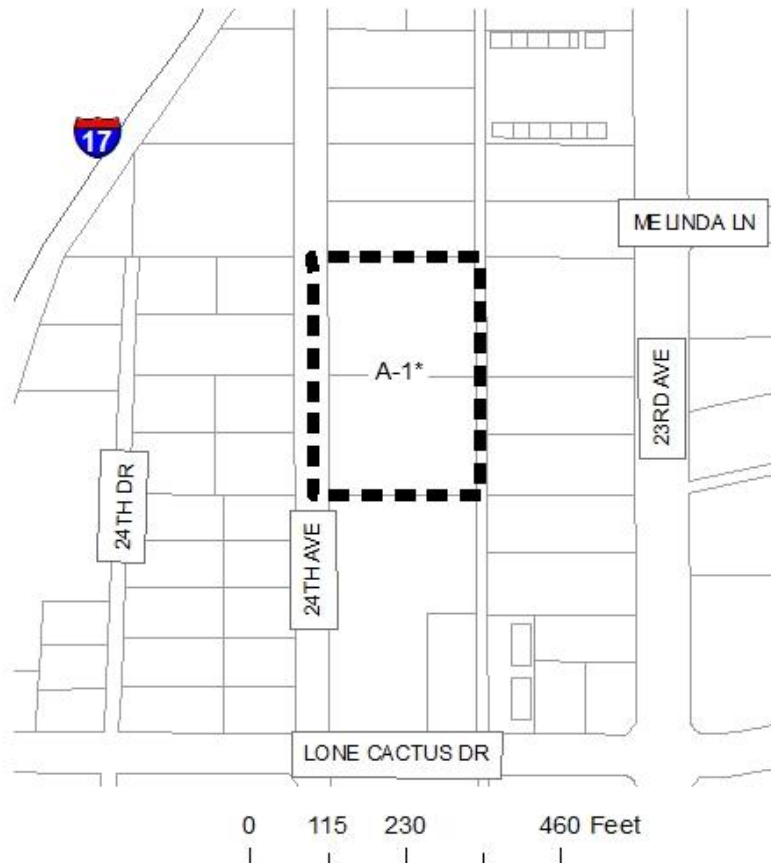 17
MELINDA LN
A-1*
23RD AVE
24TH DR
24TH AVE
LONE CACTUS DR
0 115 230 460 Feet